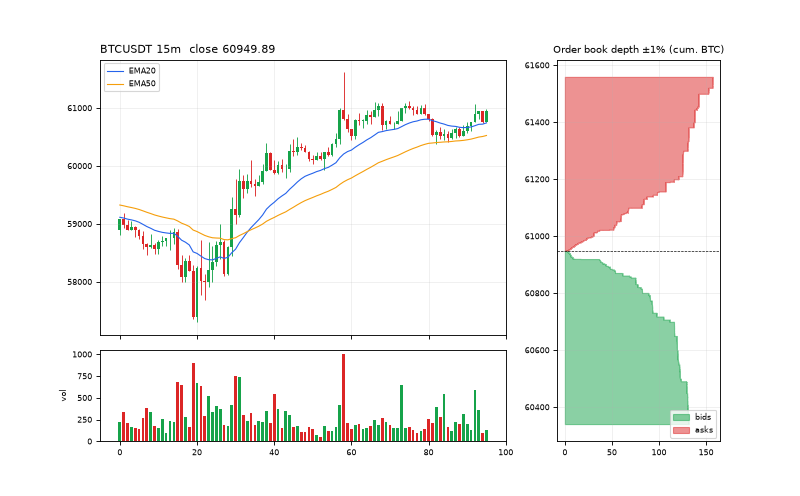 BTCUSDT 15m  close 60949.89
EMA20
EMA50
61000
60000
59000
58000
1000
750
500
250
0
vol
0 20 40 60 80 100
Order book depth ±1% (cum. BTC)
61600
61400
61200
61000
60800
60600
60400
bids
asks
0 50 100 150